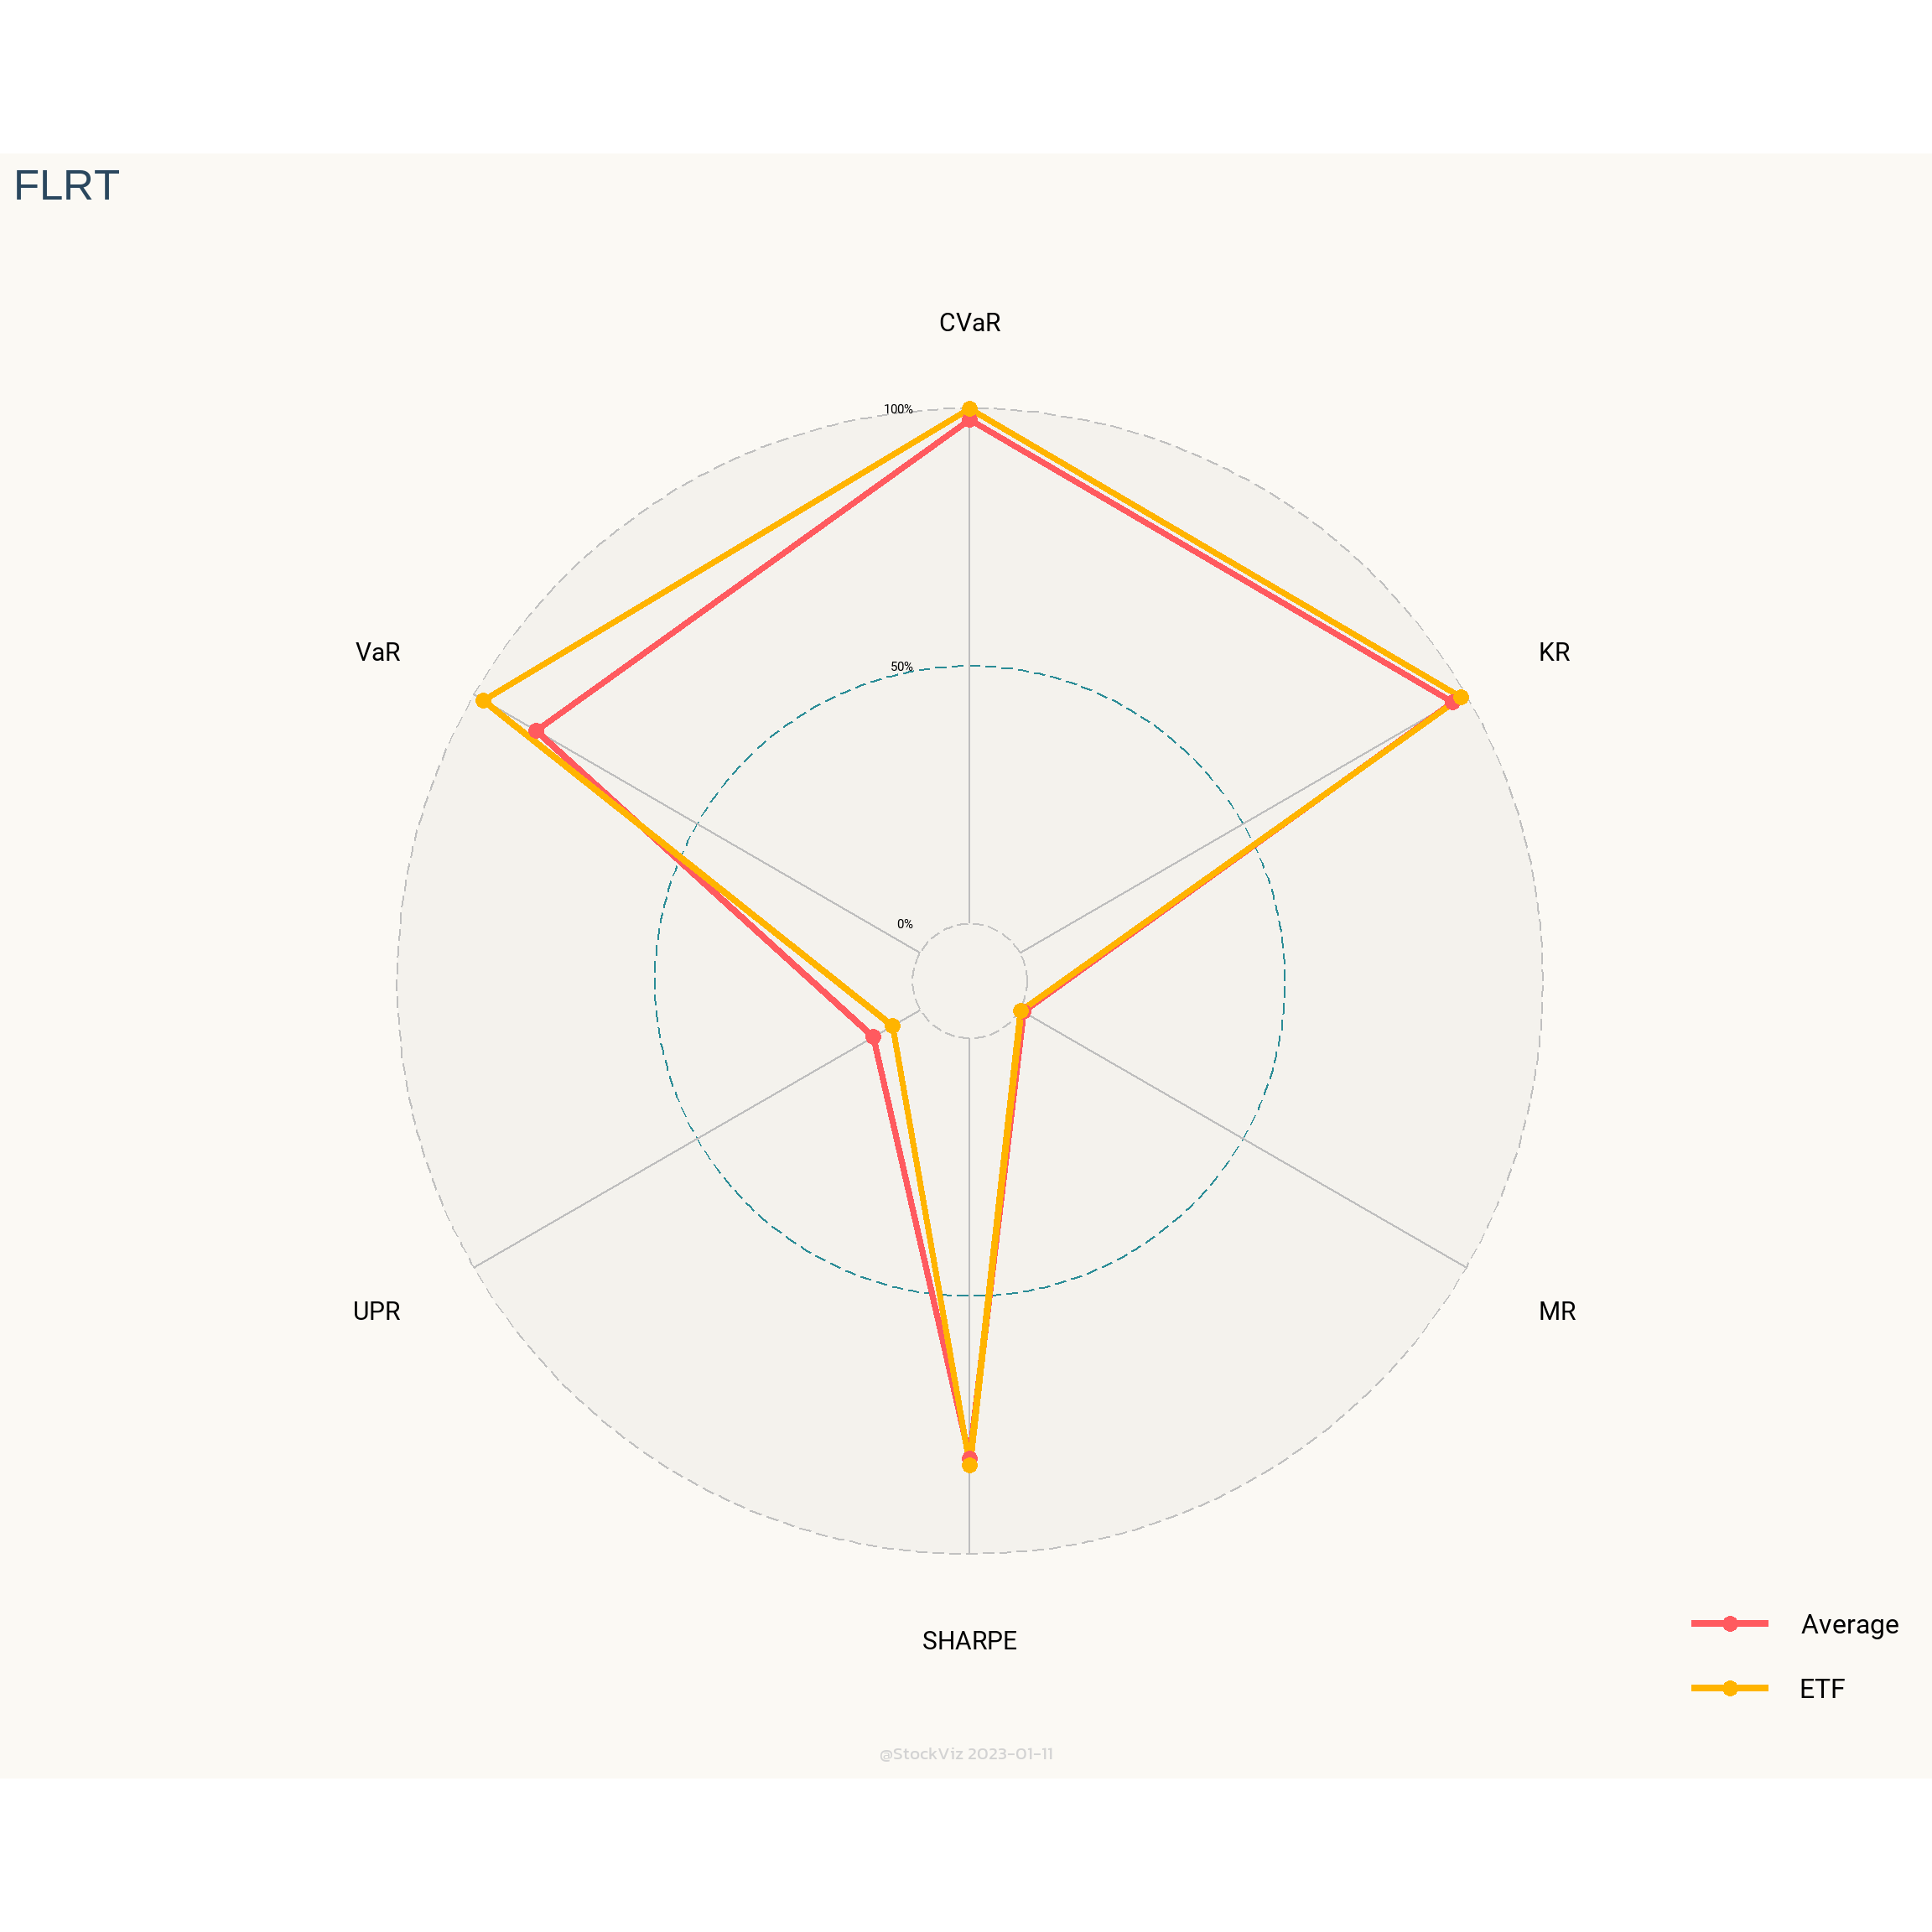 FLRT
CVaR
100%
VaR
KR
50%
0%
UPR
MR
SHARPE
Average
ETF
@StockViz 2023-01-11